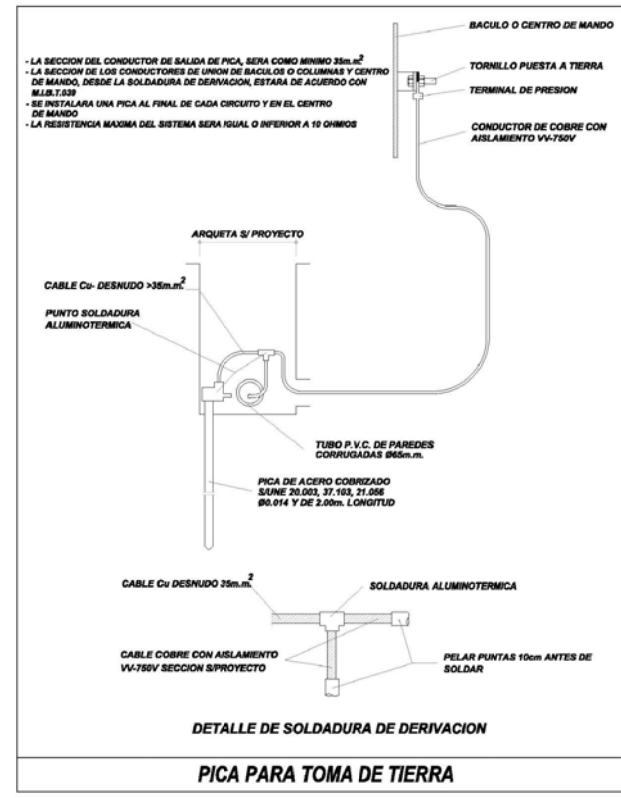 - LA SECCION DEL CONDUCTOR DE SALIDA DE PICA, SERA COMO MINIMO 35m.m.²
- LA SECCION DE LOS CONDUCTORES DE UNION DE BACULOS O COLUMNAS Y CENTRO
DE MANDO, DESDE LA SOLDADURA DE DERIVACION, ESTARA DE ACUERDO CON
M.I.B.T.039
- SE INSTALARA UNA PICA AL FINAL DE CADA CIRCUITO Y EN EL CENTRO
DE MANDO
- LA RESISTENCIA MAXIMA DEL SISTEMA SERA IGUAL O INFERIOR A 10 OHMIOS
BACULO O CENTRO DE MANDO
TORNILLO PUESTA A TIERRA
TERMINAL DE PRESION
CONDUCTOR DE COBRE CON
AISLAMIENTO VV-750V
ARQUETA S/ PROYECTO
CABLE Cu- DESNUDO >35m.m.²
PUNTO SOLDADURA
ALUMINOTERMICA
TUBO P.V.C. DE PAREDES
CORRUGADAS Ø65m.m.
PICA DE ACERO COBRIZADO
S/UNE 20.003, 37.103, 21.056
Ø0.014 Y DE 2.00m. LONGITUD
CABLE Cu DESNUDO 35m.m.²
SOLDADURA ALUMINOTERMICA
CABLE COBRE CON AISLAMIENTO
VV-750V SECCION S/PROYECTO
PELAR PUNTAS 10cm ANTES DE
SOLDAR
DETALLE DE SOLDADURA DE DERIVACION
PICA PARA TOMA DE TIERRA